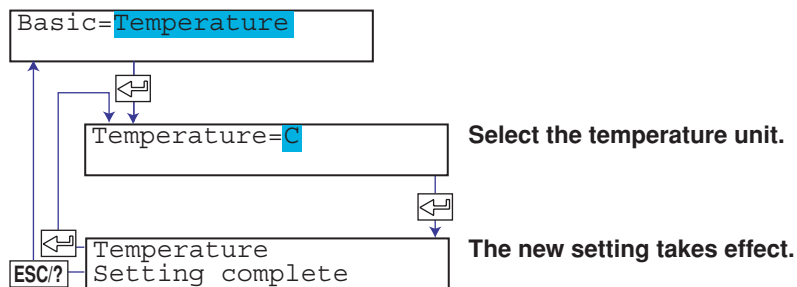 Basic=Temperature
Temperature=C
Select the temperature unit.
Temperature
Setting complete
The new setting takes effect.
ESC/?